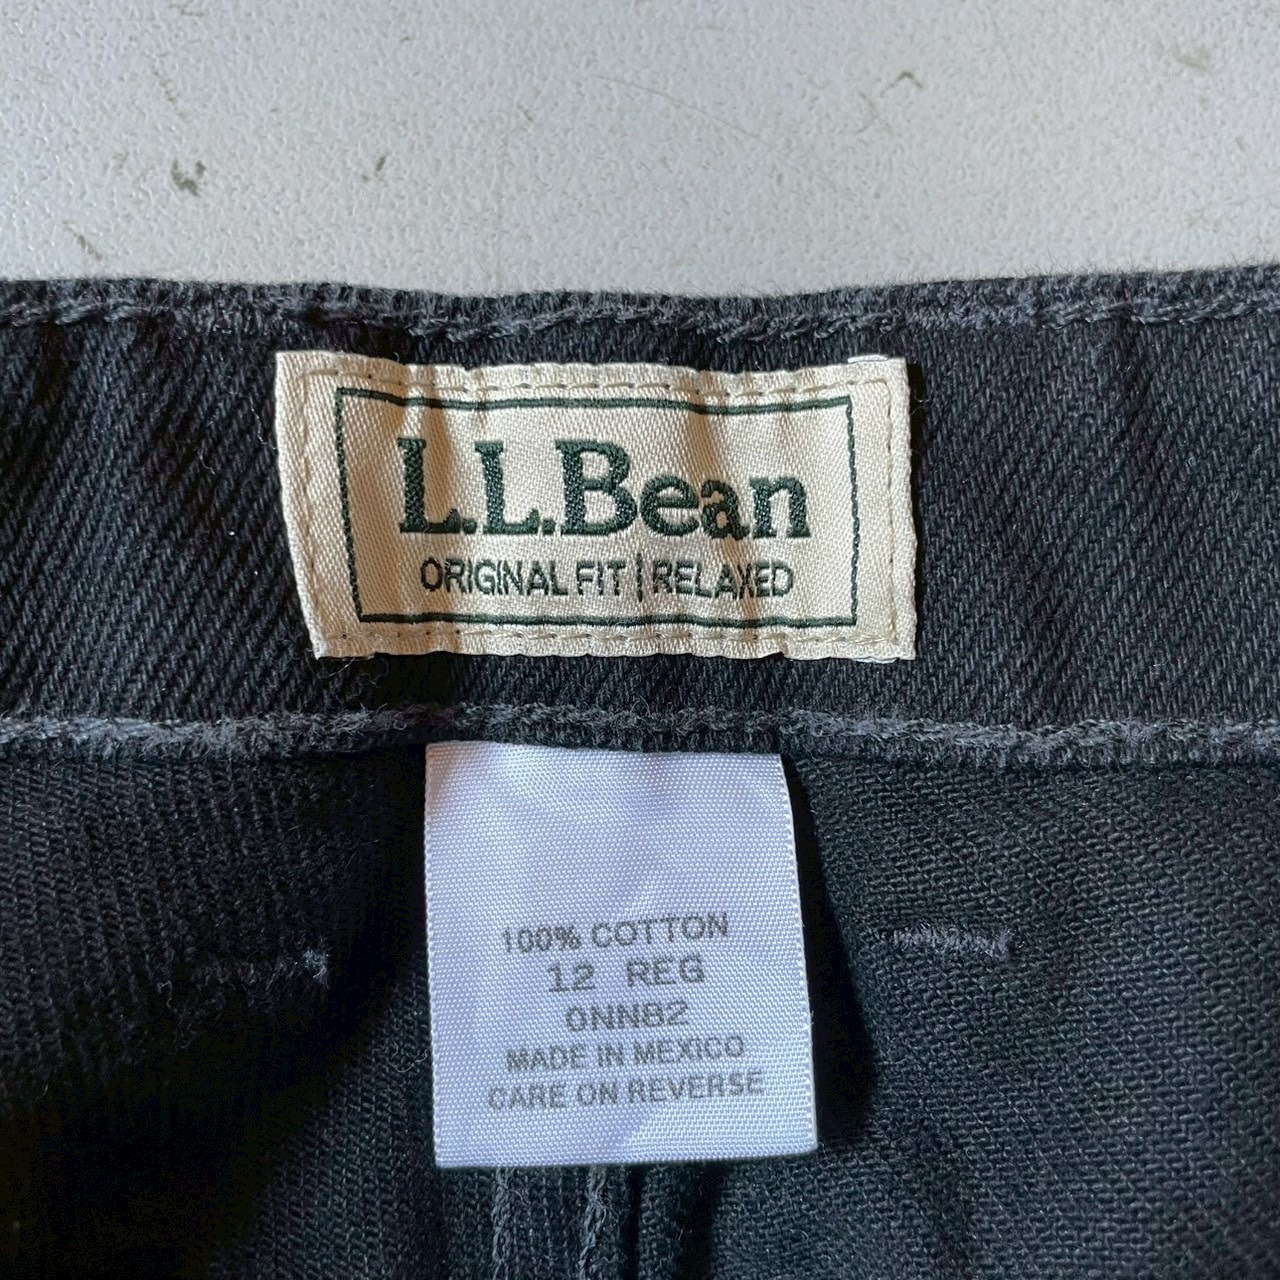 L.L.Bean
ORIGINAL FIT | RELAXED
100% COTTON
12 REG
0NN82
MADE IN MEXICO
CARE ON REVERSE